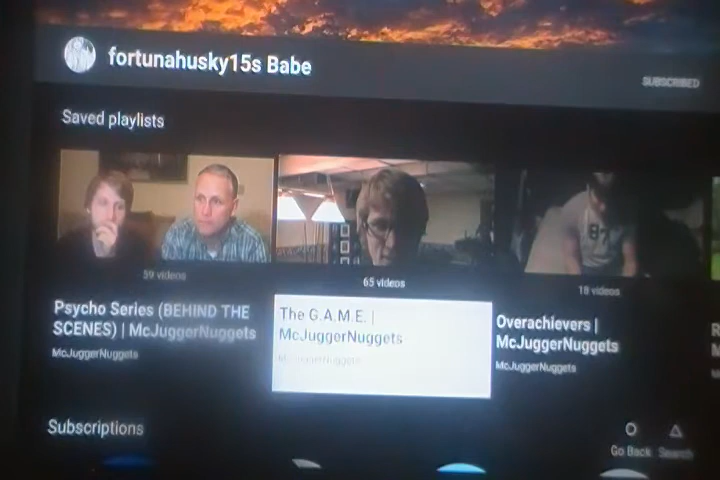 fortunahusky15s Babe
SUBSCRIBED
Saved playlists
59 videos
65 videos
18 videos
Psycho Series (BEHIND THE
SCENES) | McJuggerNuggets
McJuggerNuggets
The G.A.M.E. |
McJuggerNuggets
McJuggerNuggets
Overachievers |
McJuggerNuggets
McJuggerNuggets
Subscriptions
Go Back
Search